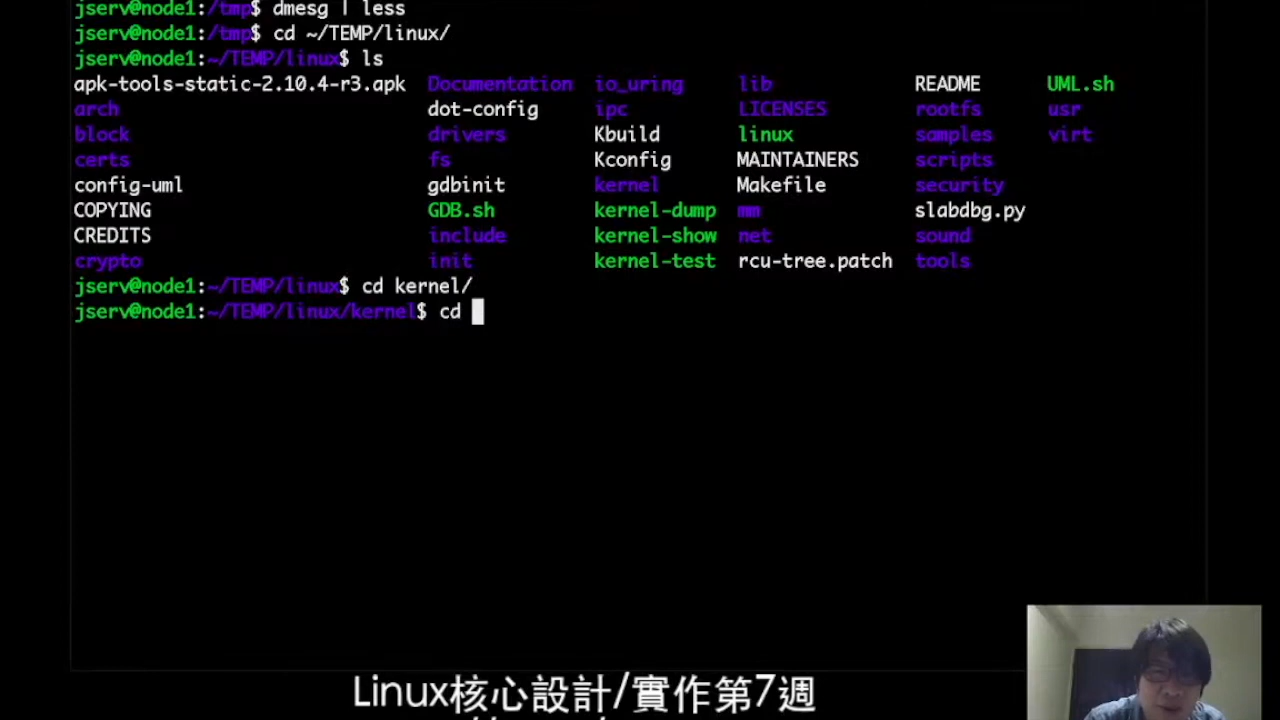 jserv@node1:/tmp$ dmesg | less
jserv@node1:/tmp$ cd ~/TEMP/linux/
jserv@node1:~/TEMP/linux$ ls
apk-tools-static-2.10.4-r3.apk Documentation io_uring lib README UML.sh
arch dot-config ipc LICENSES rootfs usr
block drivers Kbuild linux samples virt
certs fs Kconfig MAINTAINERS scripts
config-uml gdbinit kernel Makefile security
COPYING GDB.sh kernel-dump mm slabdbg.py
CREDITS include kernel-show net sound
crypto init kernel-test rcu-tree.patch tools
jserv@node1:~/TEMP/linux$ cd kernel/
jserv@node1:~/TEMP/linux/kernel$ cd
Linux核心設計/實作第7週